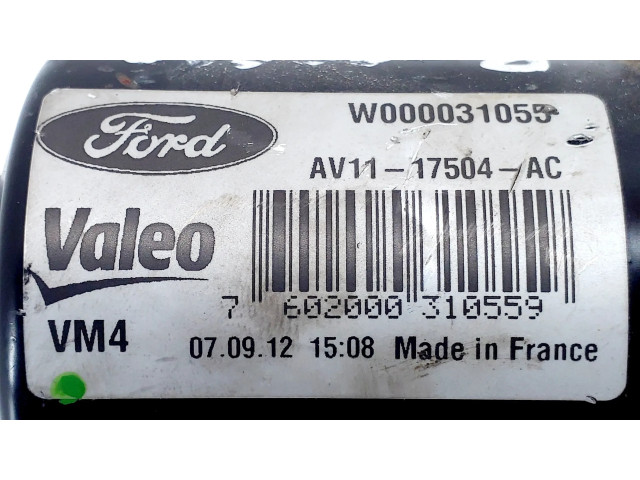 Ford
W000031055
AV11-17504-AC
Valeo
7 602000 310559
VM4
07.09.12 15:08 Made in France